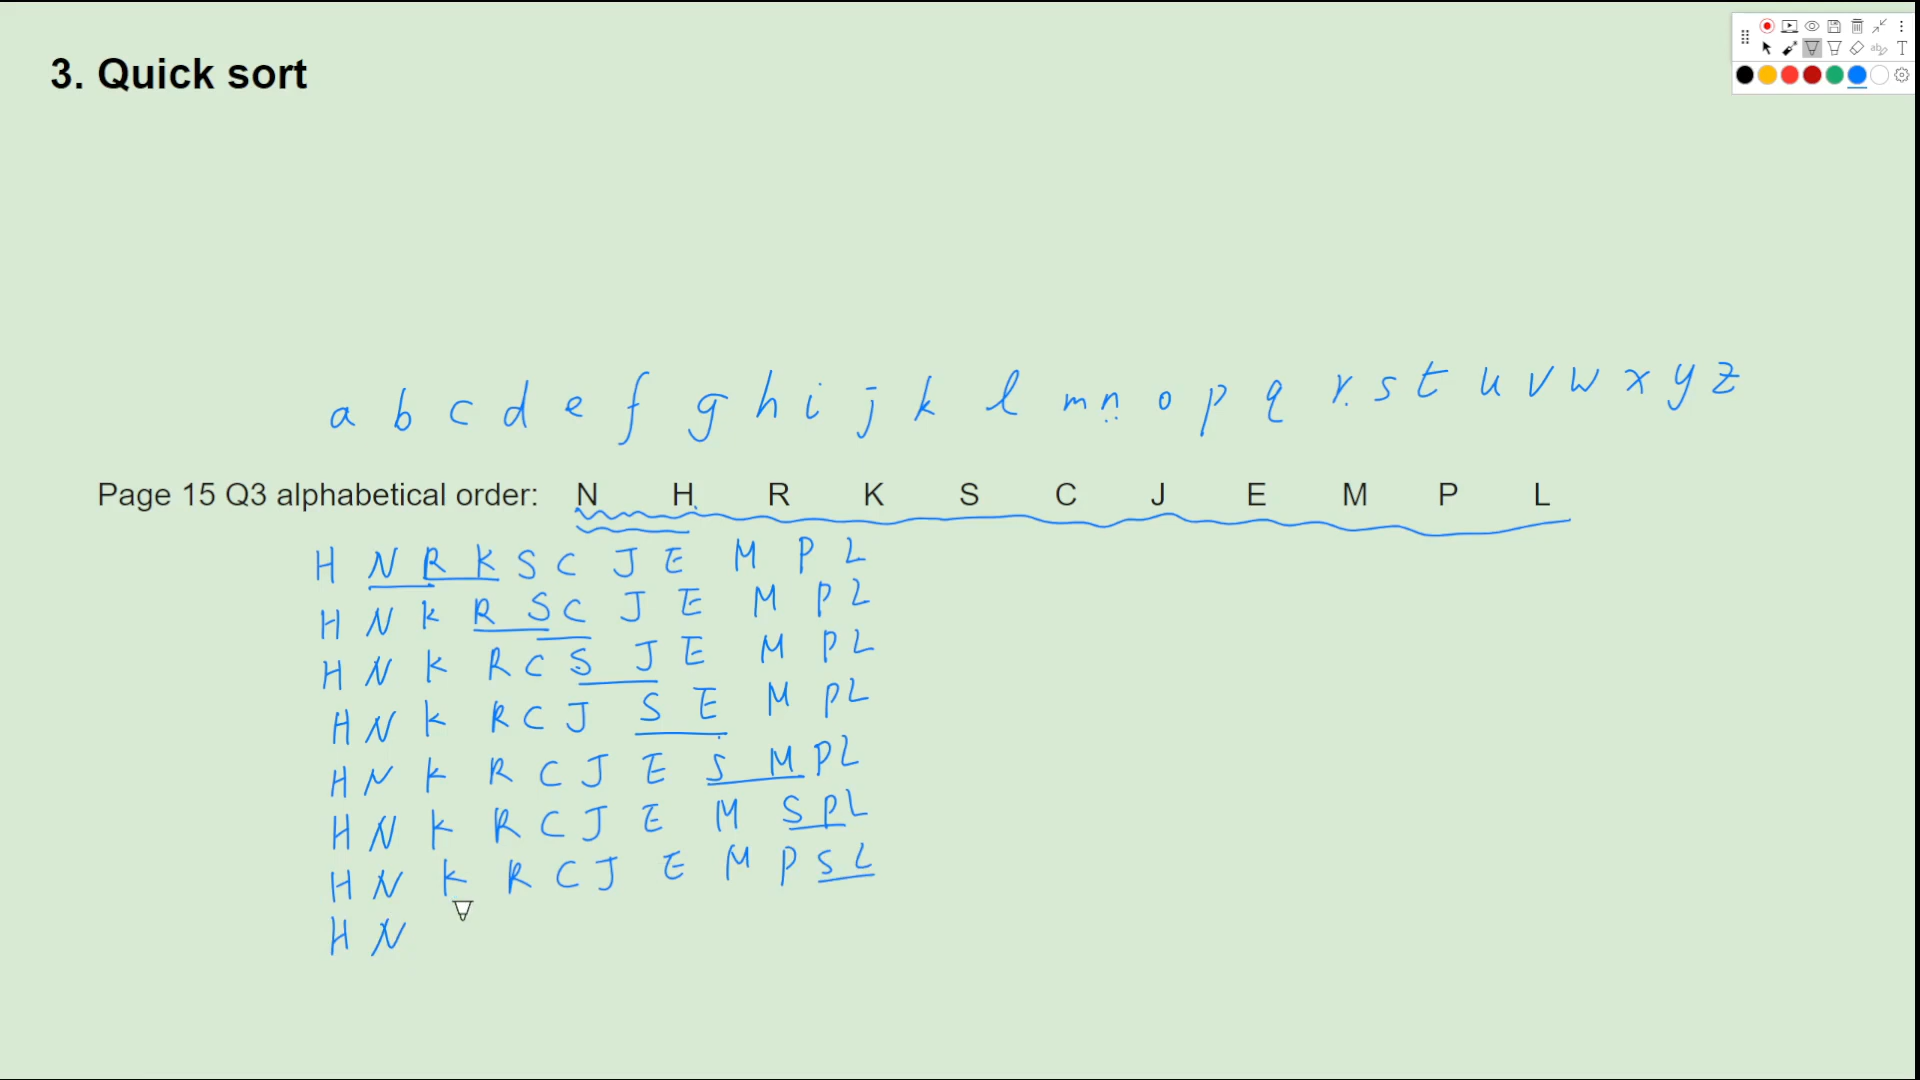 3. Quick sort
a b c d e f g h i j k l m n o p q r s t u v w x y z
Page 15 Q3 alphabetical order: N H R K S C J E M P L
H N R K S C J E M P L
H N K R S C J E M P L
H N K R C S J E M P L
H N K R C J S E M P L
H N K R C J E S M P L
H N K R C J E M S P L
H N K R C J E M P S L
H N